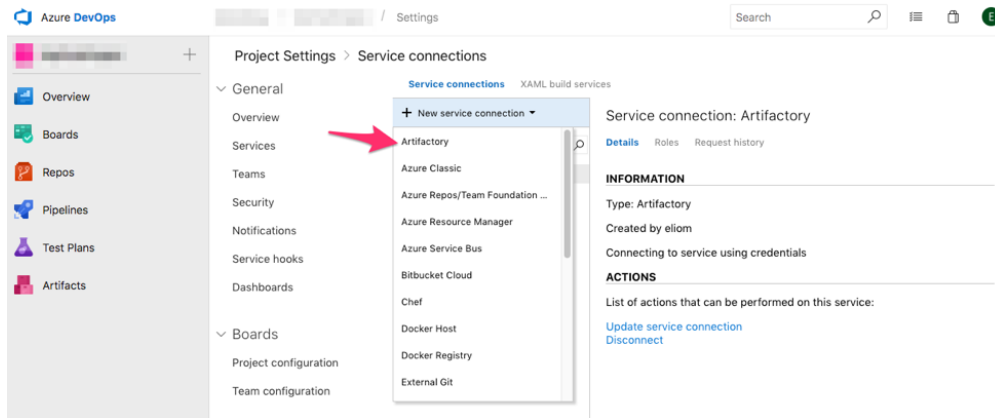 Azure DevOps
/ Settings
Search
E
Project Settings > Service connections
Overview
Boards
Repos
Pipelines
Test Plans
Artifacts
General
Overview
Services
Teams
Security
Notifications
Service hooks
Dashboards
Boards
Project configuration
Team configuration
Service connections XAML build services
+ New service connection
Artifactory
Azure Classic
Azure Repos/Team Foundation ...
Azure Resource Manager
Azure Service Bus
Bitbucket Cloud
Chef
Docker Host
Docker Registry
External Git
Service connection: Artifactory
Details Roles Request history
INFORMATION
Type: Artifactory
Created by eliom
Connecting to service using credentials
ACTIONS
List of actions that can be performed on this service:
Update service connection
Disconnect